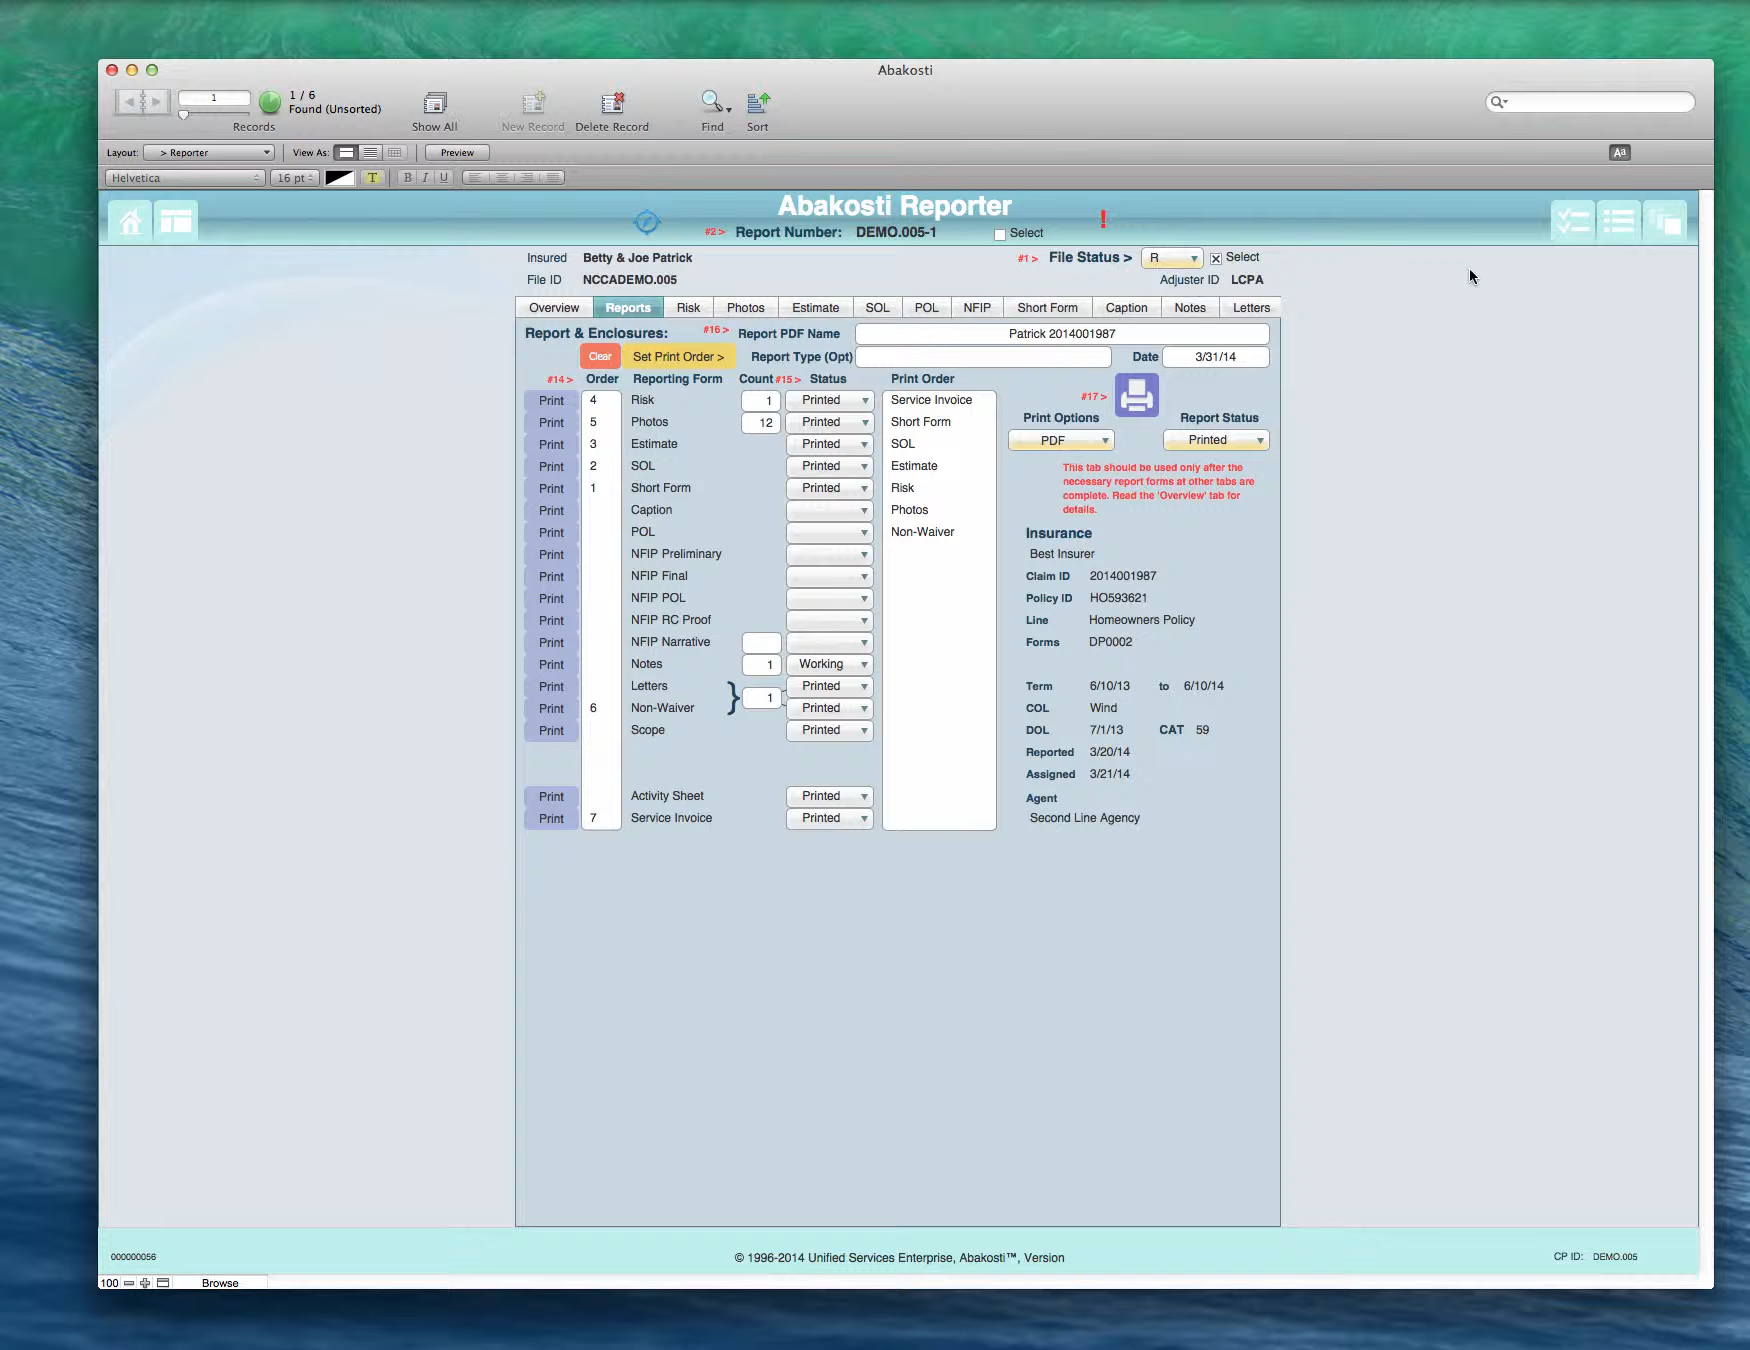 Abakosti
1
1 / 6
Found (Unsorted)
Records
Show All
New Record
Delete Record
Find
Sort
Layout:
> Reporter
View As:
Preview
Aa
Helvetica
16 pt
T
B I U
Abakosti Reporter
!
#2 > Report Number: DEMO.005-1
Select
Insured Betty & Joe Patrick
#1 > File Status > R
Select
File ID NCCADEMO.005
Adjuster ID LCPA
Overview Reports Risk Photos Estimate SOL POL NFIP Short Form Caption Notes Letters
Report & Enclosures: #16 > Report PDF Name Patrick 2014001987
Clear Set Print Order > Report Type (Opt) Date 3/31/14
#14 > Order Reporting Form Count #15 > Status Print Order
Print 4 Risk 1 Printed Service Invoice
Print 5 Photos 12 Printed Short Form
Print 3 Estimate Printed SOL
Print 2 SOL Printed Estimate
Print 1 Short Form Printed Risk
Print Caption Photos
Print POL Non-Waiver
Print NFIP Preliminary
Print NFIP Final
Print NFIP POL
Print NFIP RC Proof
Print NFIP Narrative
Print Notes 1 Working
Print Letters Printed
} 1
Print 6 Non-Waiver Printed
Print Scope Printed
Print Activity Sheet Printed
Print 7 Service Invoice Printed
#17 >
Print Options Report Status
PDF Printed
This tab should be used only after the
necessary report forms at other tabs are
complete. Read the 'Overview' tab for
details.
Insurance
Best Insurer
Claim ID 2014001987
Policy ID HO593621
Line Homeowners Policy
Forms DP0002
Term 6/10/13 to 6/10/14
COL Wind
DOL 7/1/13 CAT 59
Reported 3/20/14
Assigned 3/21/14
Agent
Second Line Agency
000000056
© 1996-2014 Unified Services Enterprise, Abakosti™, Version
CP ID: DEMO.005
100
Browse